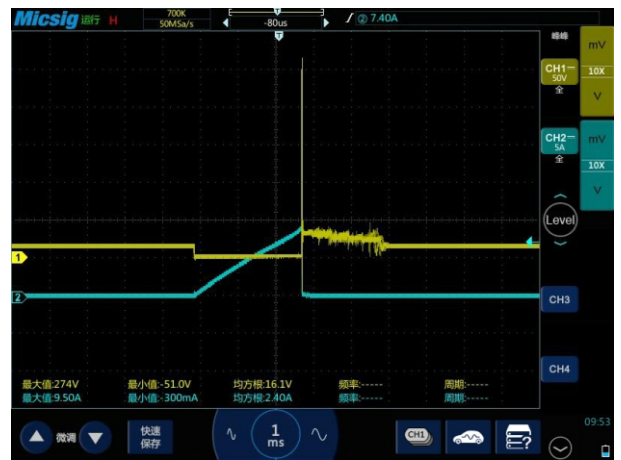 Micsig 运行 H 700K 50MSa/s -80us ② 7.40A
T
峰峰
mV
CH1
50V
全
10X
V
CH2
5A
全
mV
10X
V
Level
1
2
CH3
CH4
最大值:274V 最小值:-51.0V 均方根:16.1V 频率:----- 周期:-----
最大值:9.50A 最小值:-300mA 均方根:2.40A 频率:----- 周期:-----
微调
快速
保存
1
ms
CH1
?
09:53